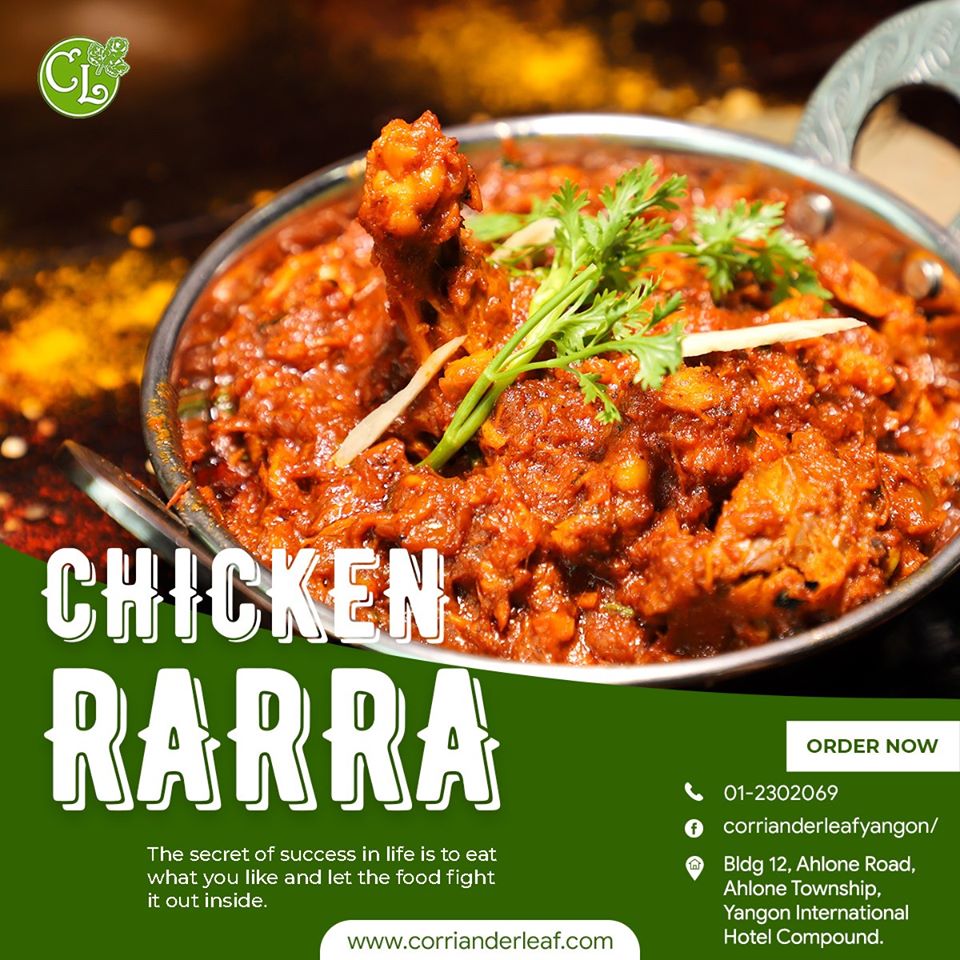 CL
CHICKEN
RARRA
The secret of success in life is to eat
what you like and let the food fight
it out inside.
ORDER NOW
01-2302069
corrianderleafyangon/
Bldg 12, Ahlone Road,
Ahlone Township,
Yangon International
Hotel Compound.
www.corrianderleaf.com